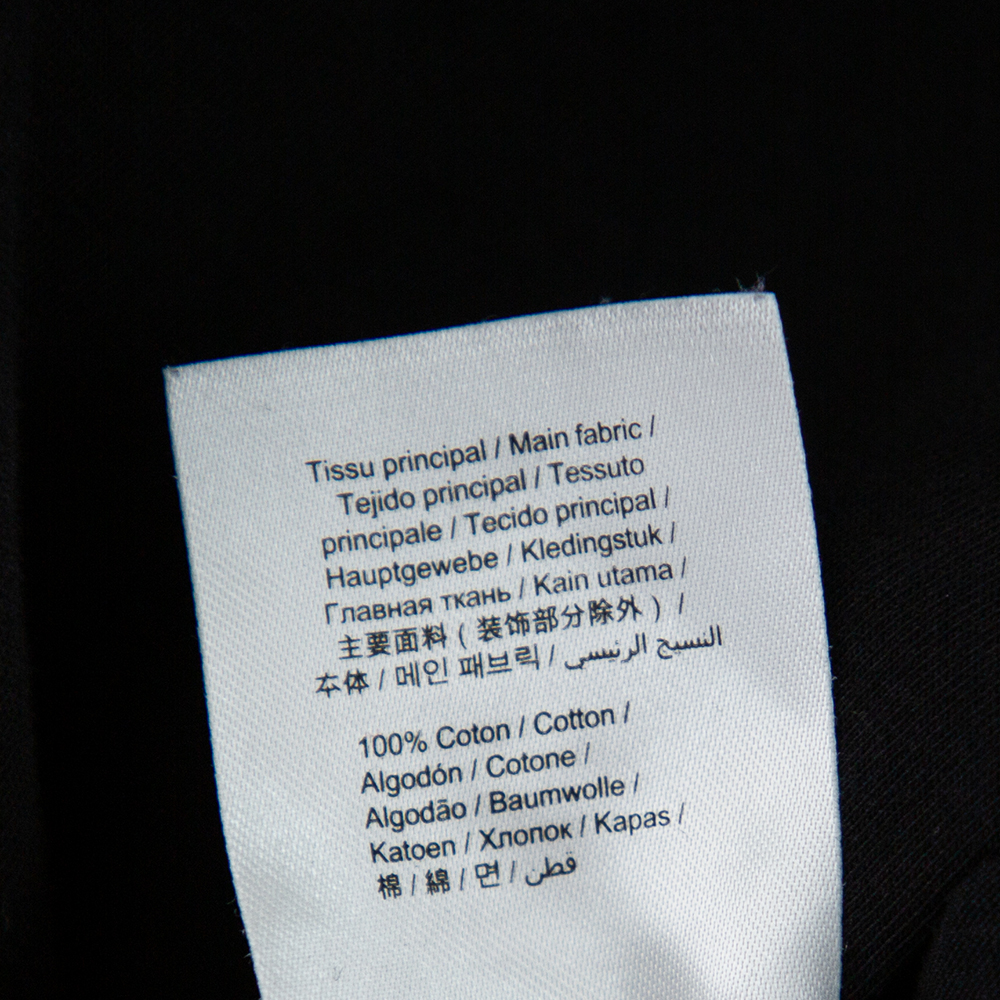 Tissu principal / Main fabric /
Tejido principal / Tessuto
principale / Tecido principal /
Hauptgewebe / Kledingstuk /
Главная ткань / Kain utama /
主要面料 ( 装饰部分除外 ) /
本体 / 메인 패브릭 / النسيج الرئيسي
100% Coton / Cotton /
Algodón / Cotone /
Algodão / Baumwolle /
Katoen / Хлопок / Kapas /
棉 / 綿 / 면 / قطن